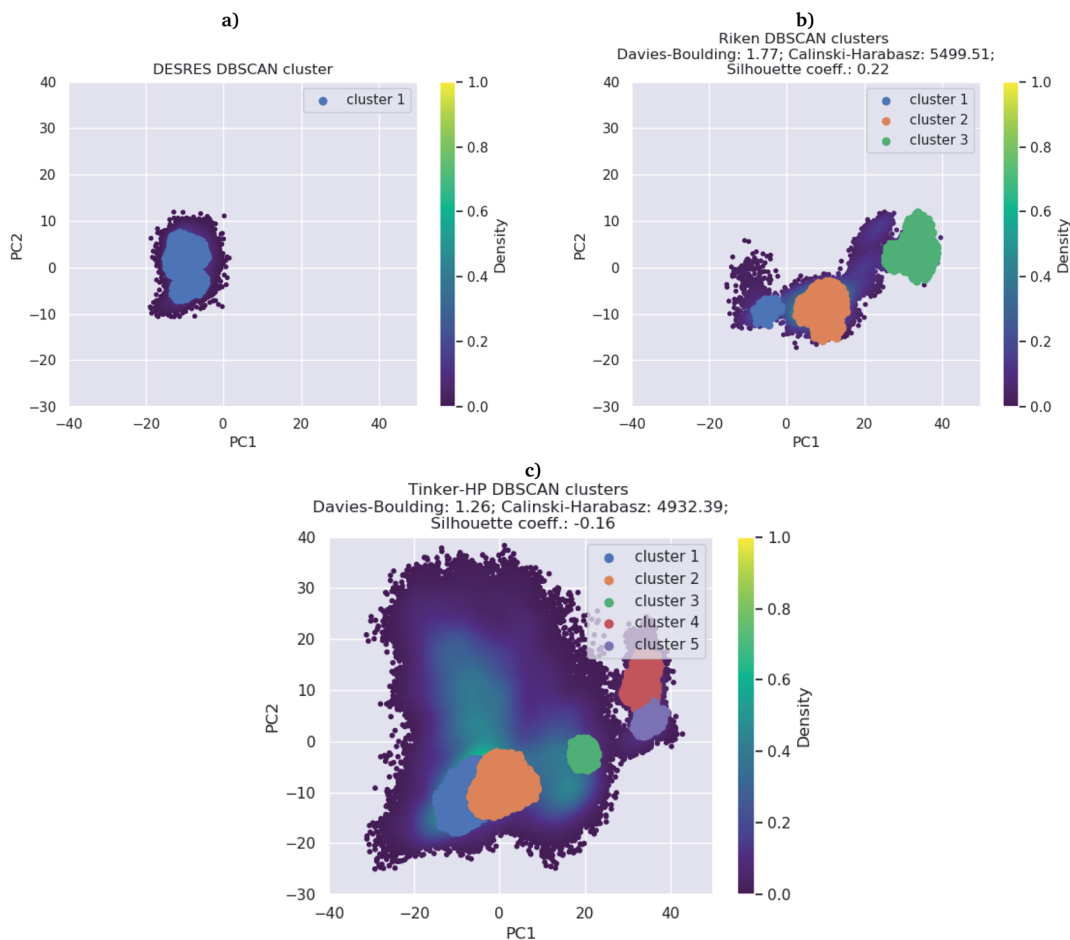 a)
DESRES DBSCAN cluster
cluster 1
40
30
20
10
0
−10
−20
−30
−40
−20
0
20
40
PC1
PC2
1.0
0.8
0.6
0.4
0.2
0.0
Density
b)
Riken DBSCAN clusters
Davies-Boulding: 1.77; Calinski-Harabasz: 5499.51;
Silhouette coeff.: 0.22
cluster 1
cluster 2
cluster 3
40
30
20
10
0
−10
−20
−30
−40
−20
0
20
40
PC1
PC2
1.0
0.8
0.6
0.4
0.2
0.0
Density
c)
Tinker-HP DBSCAN clusters
Davies-Boulding: 1.26; Calinski-Harabasz: 4932.39;
Silhouette coeff.: -0.16
cluster 1
cluster 2
cluster 3
cluster 4
cluster 5
40
30
20
10
0
−10
−20
−30
−40
−20
0
20
40
PC1
PC2
1.0
0.8
0.6
0.4
0.2
0.0
Density